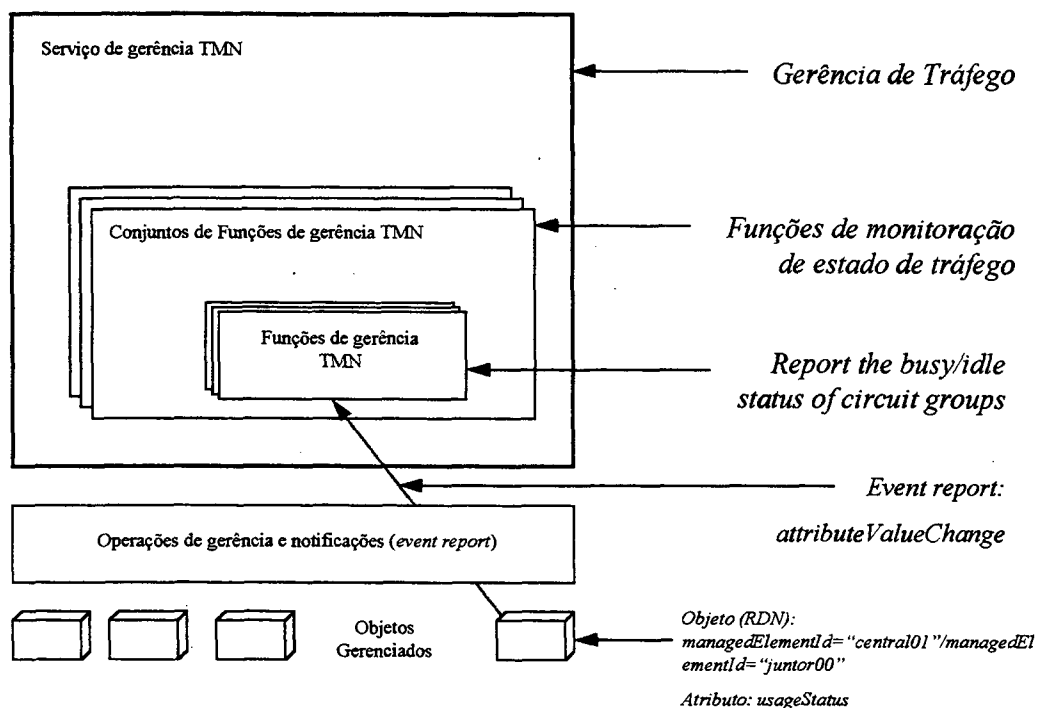 Serviço de gerência TMN
Gerência de Tráfego
Conjuntos de Funções de gerência TMN
Funções de monitoração
de estado de tráfego
Funções de gerência
TMN
Report the busy/idle
status of circuit groups
Event report:
attributeValueChange
Operações de gerência e notificações (event report)
Objetos
Gerenciados
Objeto (RDN):
managedElementId="central01"/managedEl
ementId="juntor00"
Atributo: usageStatus